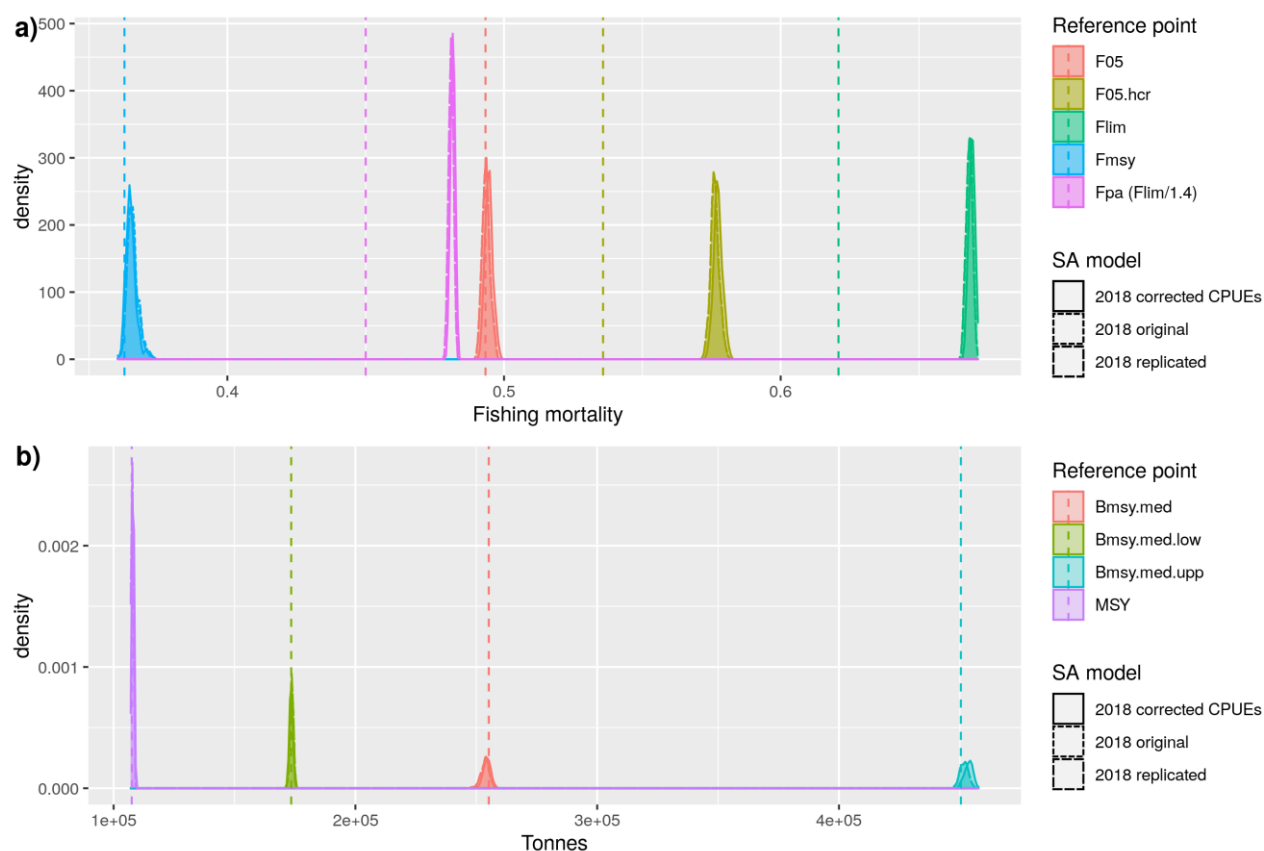 a)
500
400
300
200
100
0
density
0.4
0.5
0.6
Fishing mortality
Reference point
F05
F05.hcr
Flim
Fmsy
Fpa (Flim/1.4)
SA model
2018 corrected CPUEs
2018 original
2018 replicated
b)
0.002
0.001
0.000
density
1e+05
2e+05
3e+05
4e+05
Tonnes
Reference point
Bmsy.med
Bmsy.med.low
Bmsy.med.upp
MSY
SA model
2018 corrected CPUEs
2018 original
2018 replicated